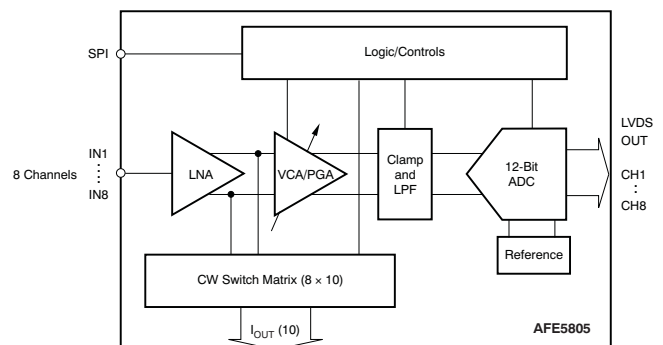 SPI
Logic/Controls
8 Channels
IN1
IN8
LNA
VCA/PGA
Clamp
and
LPF
12-Bit
ADC
LVDS
OUT
CH1
CH8
Reference
CW Switch Matrix (8 × 10)
IOUT (10)
AFE5805